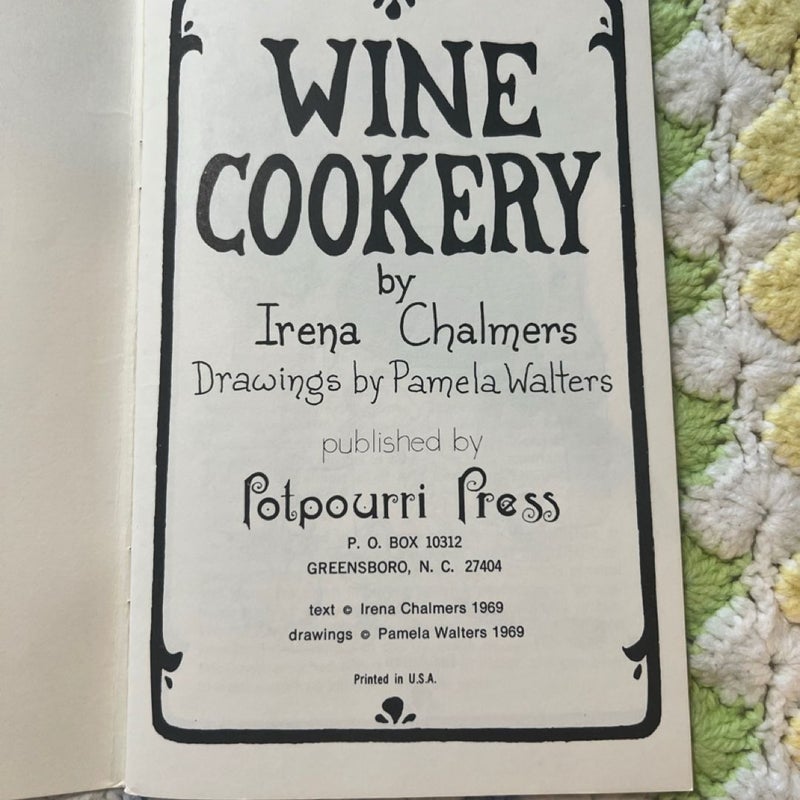 WINE
COOKERY
by
Irena Chalmers
Drawings by Pamela Walters
published by
Potpourri Press
P. O. BOX 10312
GREENSBORO, N. C. 27404
text © Irena Chalmers 1969
drawings © Pamela Walters 1969
Printed in U.S.A.